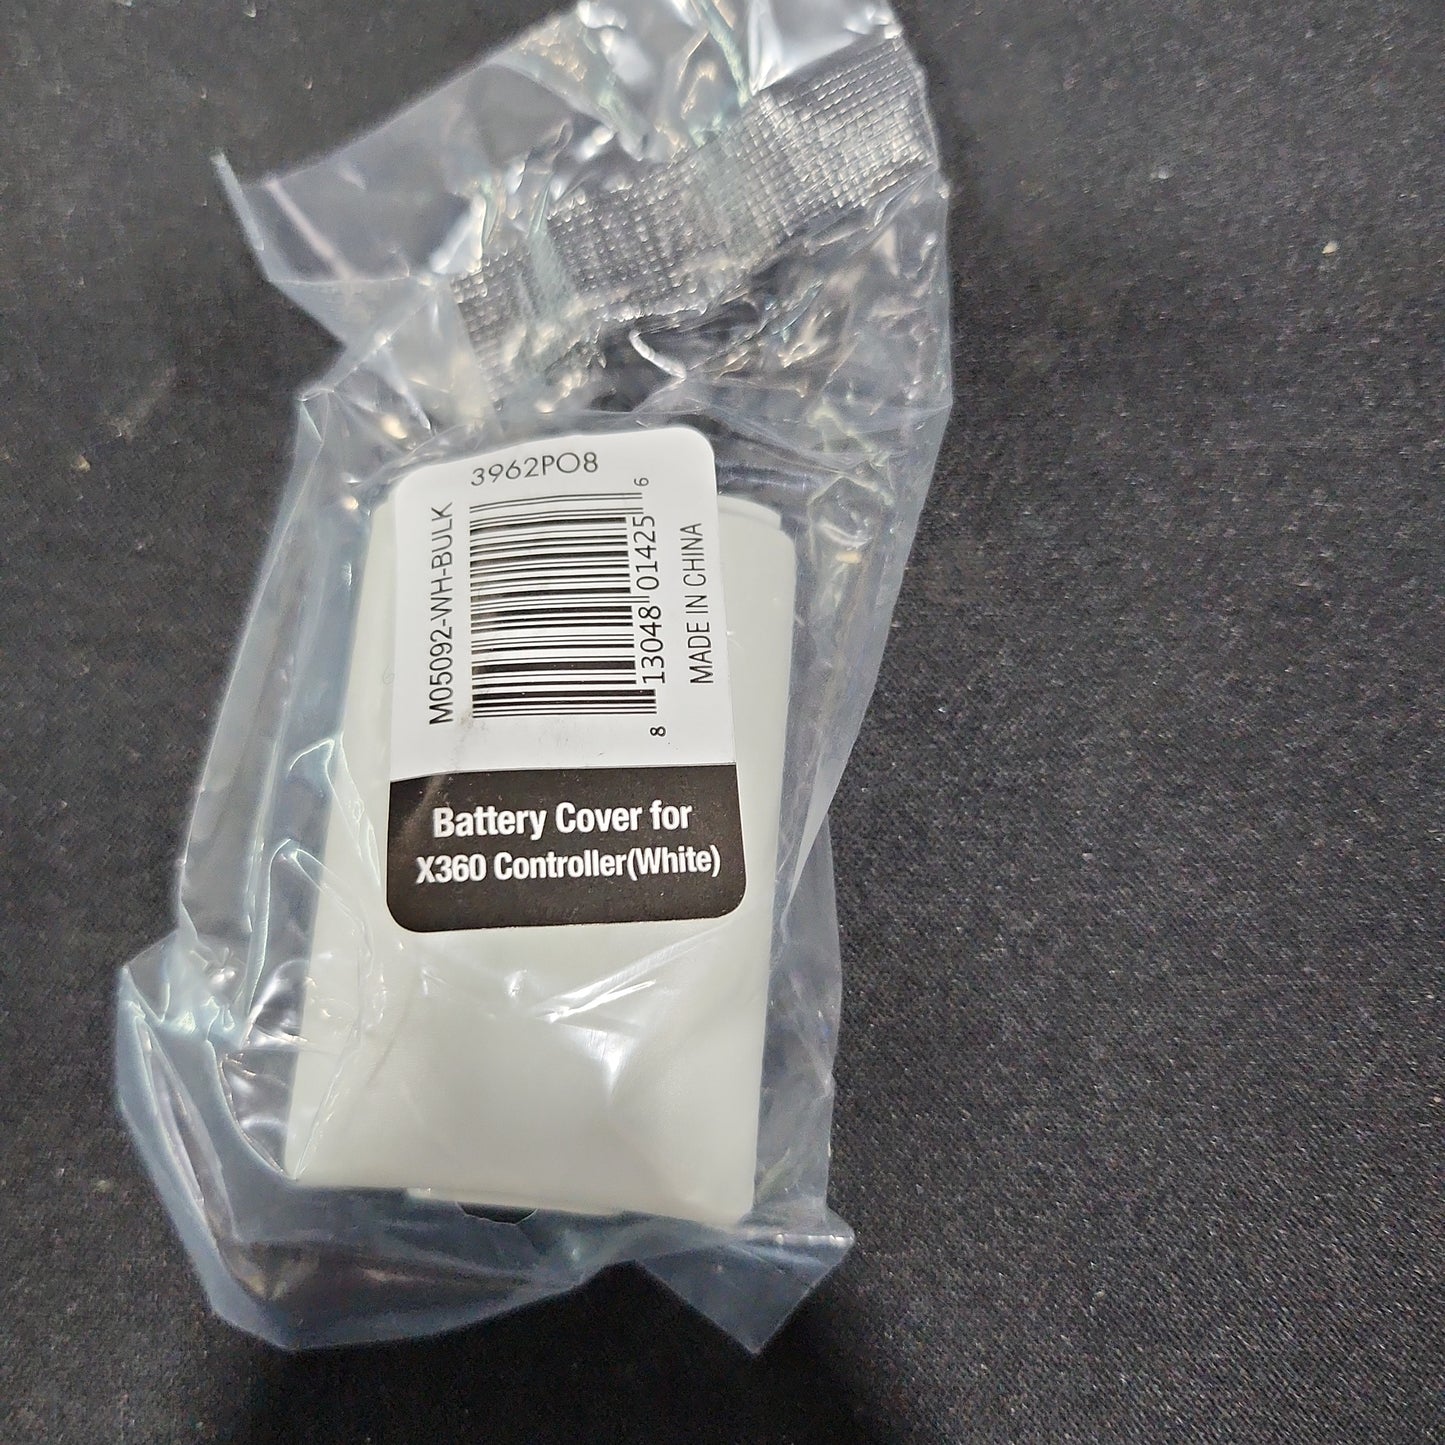 3962PO8
M05092-WH-BULK
8 13048 01425 6
MADE IN CHINA
Battery Cover for
X360 Controller(White)